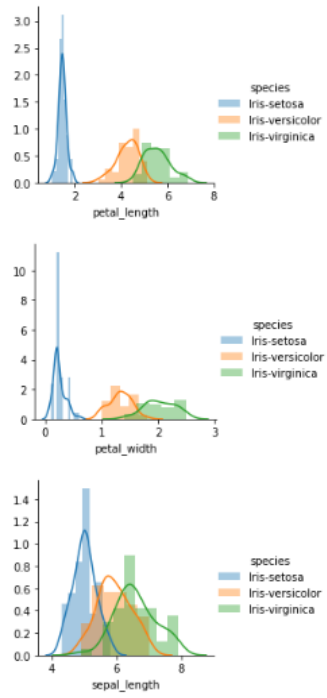 3.0
2.5
2.0
1.5
1.0
0.5
0.0
2 4 6 8
petal_length
species
Iris-setosa
Iris-versicolor
Iris-virginica
10
8
6
4
2
0
0 1 2 3
petal_width
species
Iris-setosa
Iris-versicolor
Iris-virginica
1.4
1.2
1.0
0.8
0.6
0.4
0.2
0.0
4 6 8
sepal_length
species
Iris-setosa
Iris-versicolor
Iris-virginica